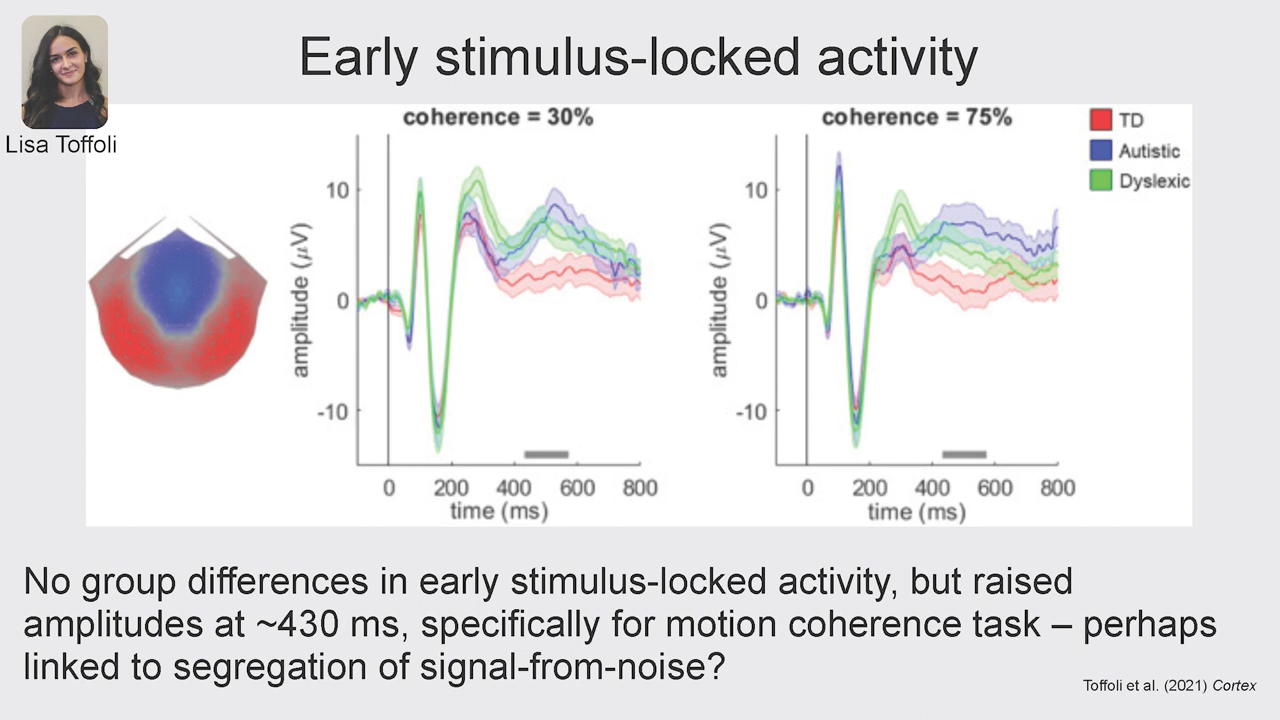 Early stimulus-locked activity
Lisa Toffoli
coherence = 30%
coherence = 75%
TD
Autistic
Dyslexic
amplitude (µV)
10
0
-10
0 200 400 600 800
time (ms)
amplitude (µV)
10
0
-10
0 200 400 600 800
time (ms)
No group differences in early stimulus-locked activity, but raised
amplitudes at ~430 ms, specifically for motion coherence task – perhaps
linked to segregation of signal-from-noise?
Toffoli et al. (2021) Cortex